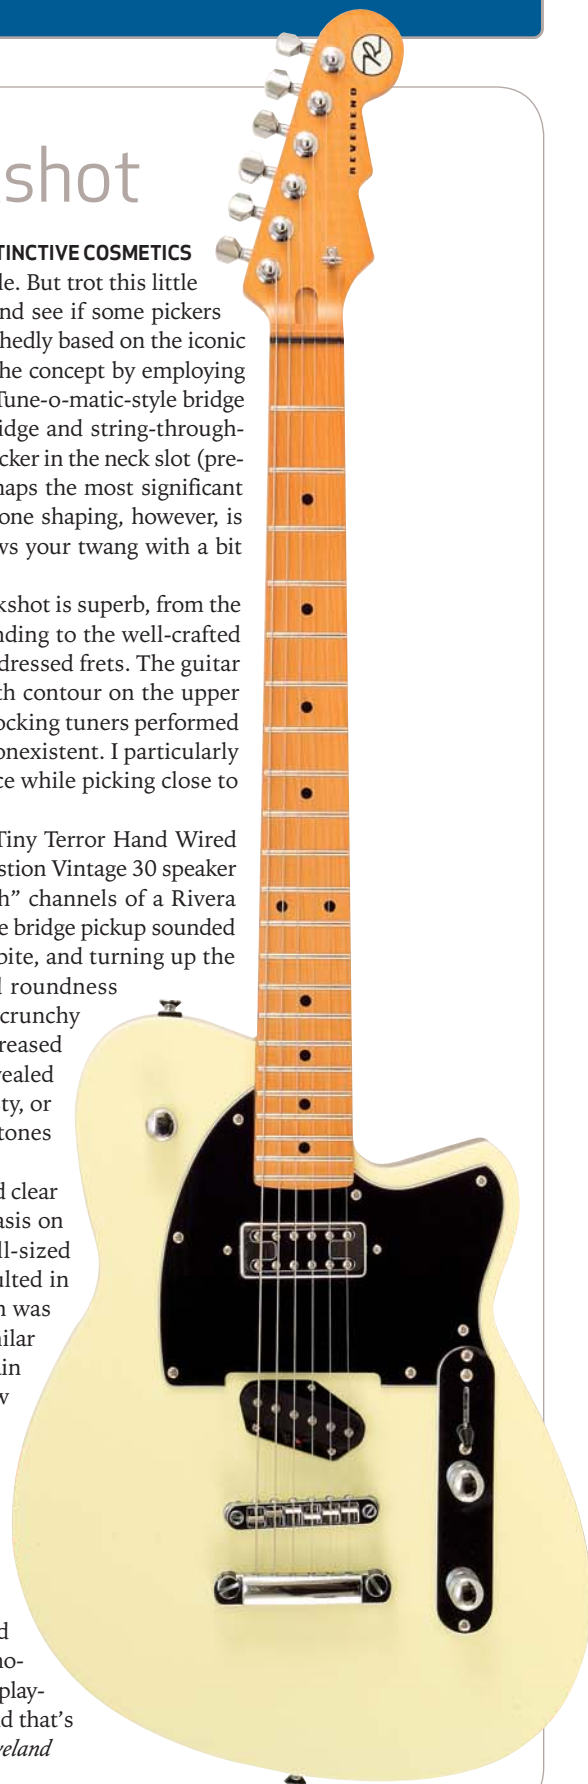 shot
TINCTIVE COSMETICS
le. But trot this little
nd see if some pickers
hedly based on the iconic
he concept by employing
Tune-o-matic-style bridge
idge and string-through-
cker in the neck slot (pre-
haps the most significant
one shaping, however, is
ws your twang with a bit
kshot is superb, from the
nding to the well-crafted
dressed frets. The guitar
th contour on the upper
ocking tuners performed
onexistent. I particularly
ce while picking close to
Tiny Terror Hand Wired
stion Vintage 30 speaker
h” channels of a Rivera
e bridge pickup sounded
bite, and turning up the
l roundness
crunchy
reased
vealed
ty, or
tones
d clear
asis on
ll-sized
ulted in
n was
nilar
in
w
d
no-
play-
d that’s
veland
REVEREND